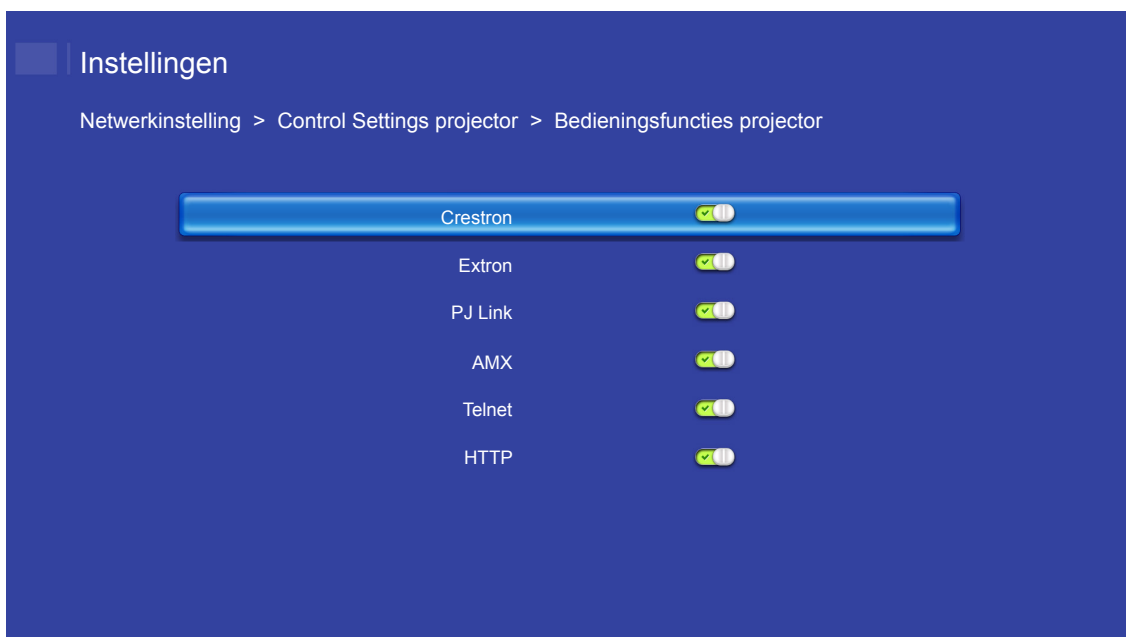 Instellingen
Netwerkinstelling > Control Settings projector > Bedieningsfuncties projector
Crestron
Extron
PJ Link
AMX
Telnet
HTTP